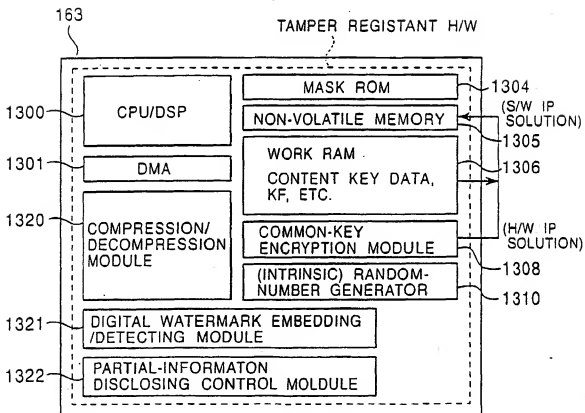 163
TAMPER REGISTANT H/W
1300
CPU/DSP
MASK ROM
1304
(S/W IP
SOLUTION)
NON-VOLATILE MEMORY
1305
1301
DMA
WORK RAM
CONTENT KEY DATA,
KF, ETC.
1306
1320
COMPRESSION/
DECOMPRESSION
MODULE
COMMON-KEY
ENCRYPTION MODULE
(H/W IP
SOLUTION)
1308
(INTRINSIC) RANDOM-
NUMBER GENERATOR
1310
1321
DIGITAL WATERMARK EMBEDDING
/DETECTING MODULE
1322
PARTIAL-INFORMATON
DISCLOSING CONTROL MOLDULE